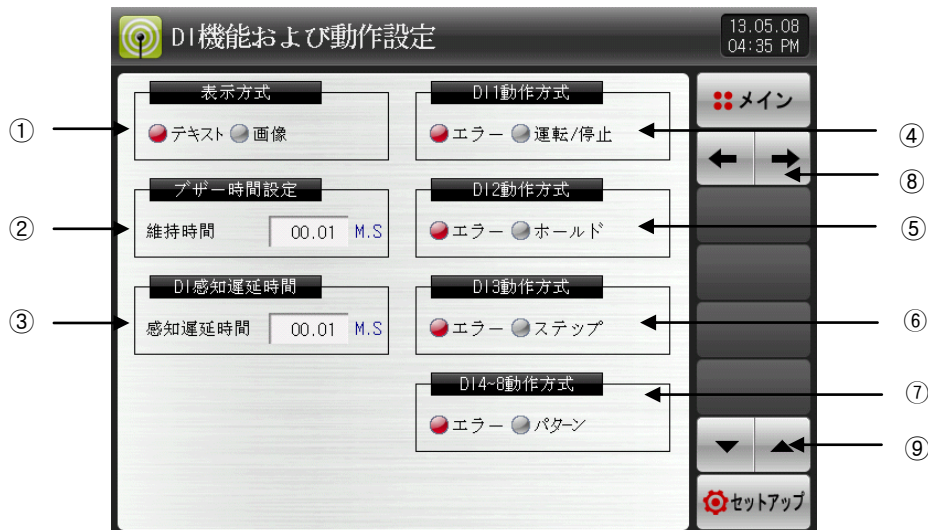 DI機能および動作設定
13.05.08
04:35 PM
表示方式
テキスト 画像
ブザー時間設定
維持時間 00.01 M.S
DI感知遅延時間
感知遅延時間 00.01 M.S
DI1動作方式
エラー 運転/停止
DI2動作方式
エラー ホールド
DI3動作方式
エラー ステップ
DI4~8動作方式
エラー パターン
メイン
セットアップ
①
②
③
④
⑧
⑤
⑥
⑦
⑨